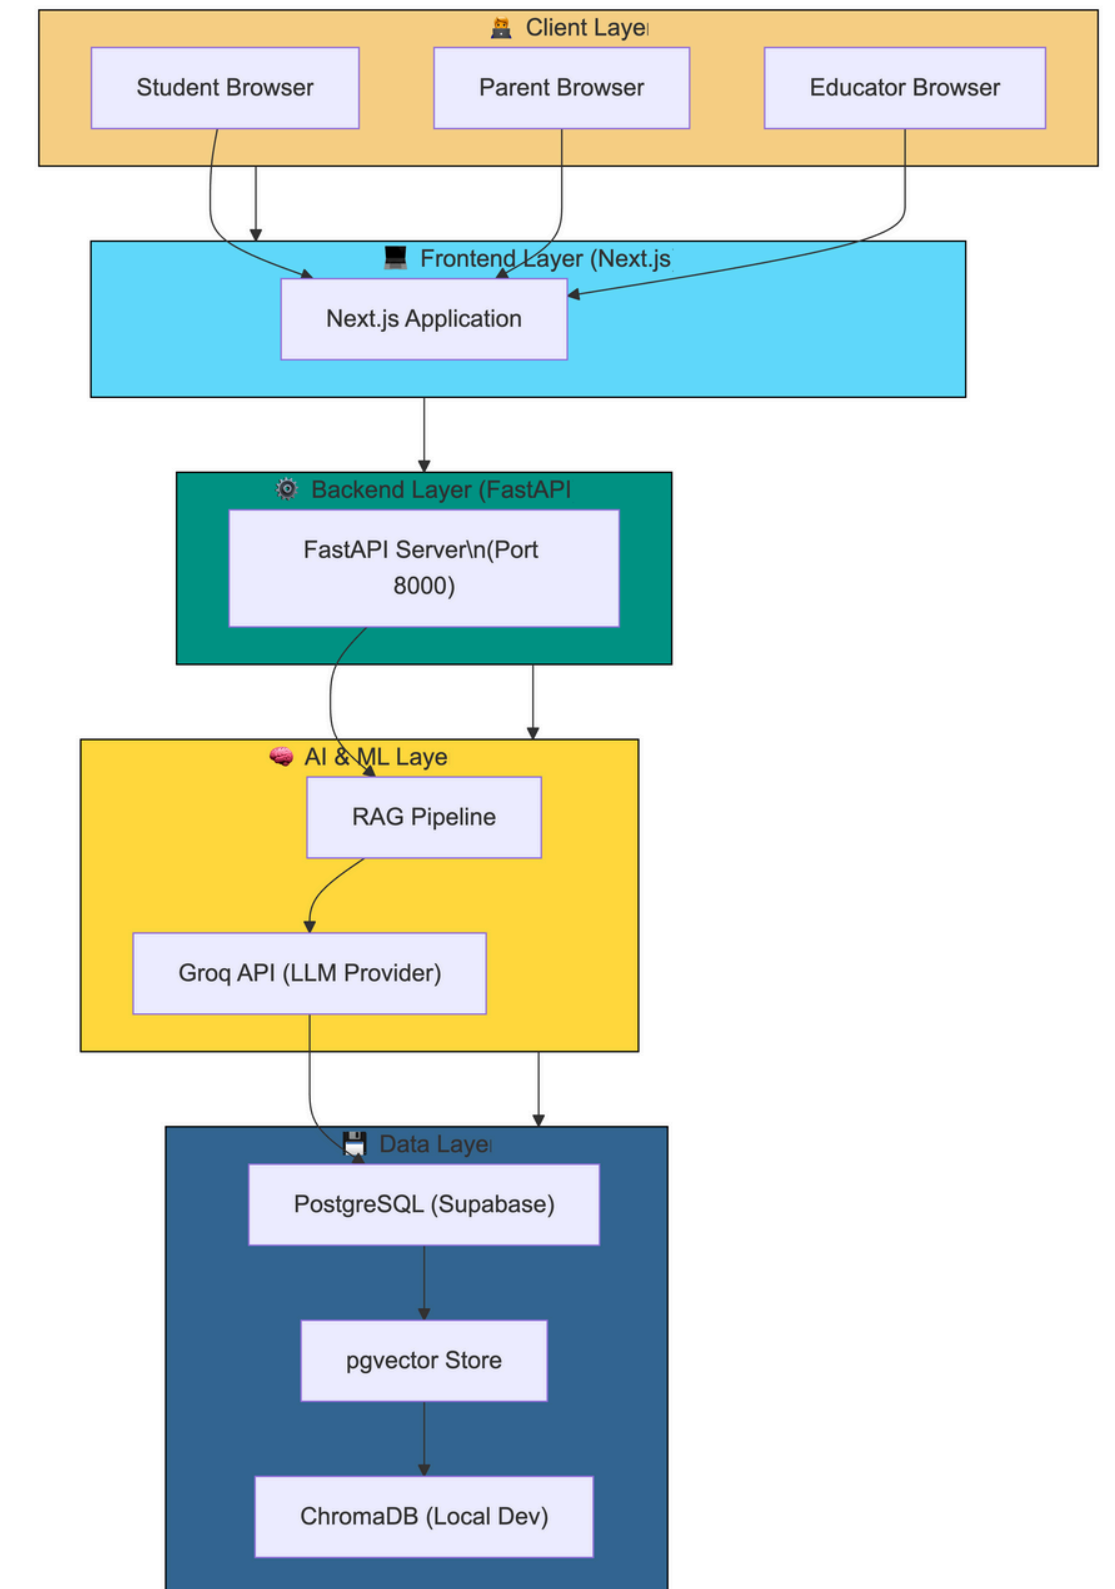 Client Laye
Student Browser
Parent Browser
Educator Browser
Frontend Layer (Next.js
Next.js Application
Backend Layer (FastAPI
FastAPI Server\n(Port
8000)
AI & ML Laye
RAG Pipeline
Groq API (LLM Provider)
Data Laye
PostgreSQL (Supabase)
pgvector Store
ChromaDB (Local Dev)